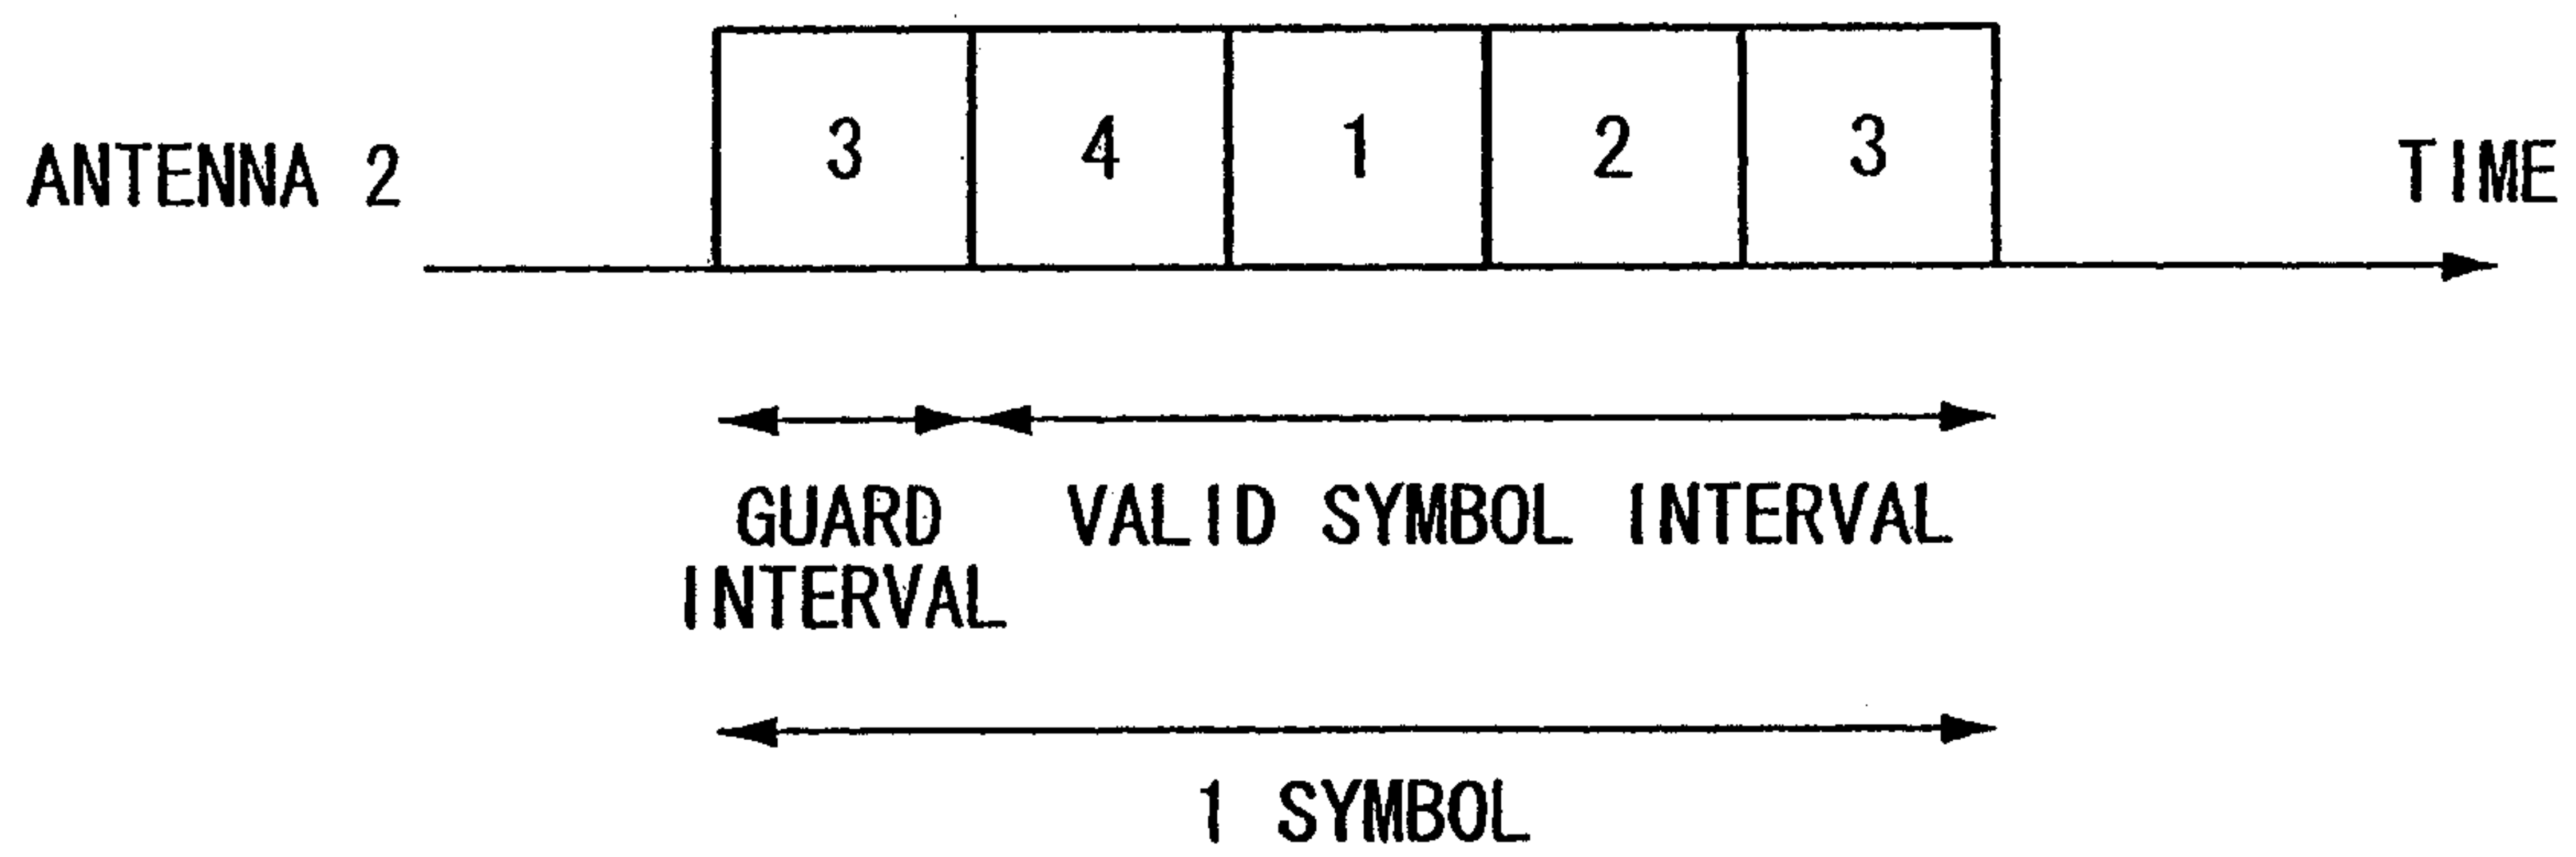 3 4 1 2 3
ANTENNA 2
TIME
GUARD
INTERVAL
VALID SYMBOL INTERVAL
1 SYMBOL